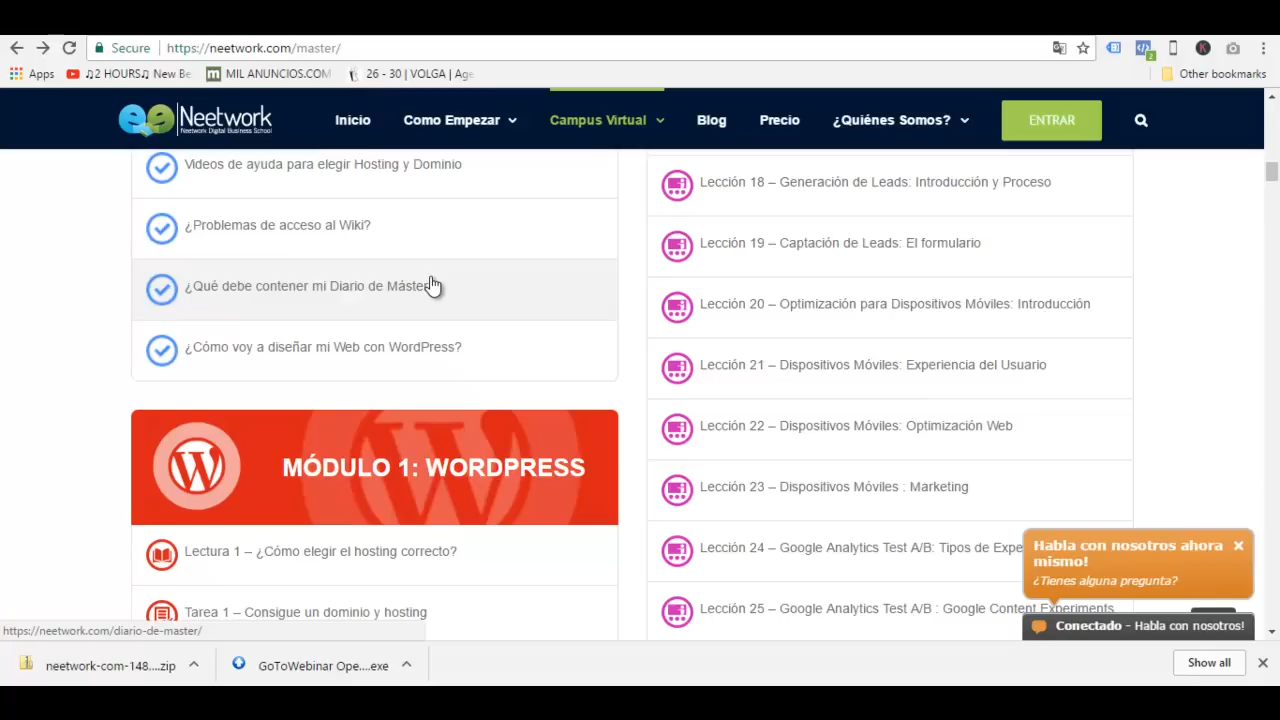 Secure https://neetwork.com/master/
Apps ♫2 HOURS♫ New Be MIL ANUNCIOS.COM 26 - 30 | VOLGA | Age Other bookmarks
Neetwork
Neetwork Digital Business School
Inicio Como Empezar Campus Virtual Blog Precio ¿Quiénes Somos? ENTRAR
Videos de ayuda para elegir Hosting y Dominio
¿Problemas de acceso al Wiki?
¿Qué debe contener mi Diario de Máster
¿Cómo voy a diseñar mi Web con WordPress?
MÓDULO 1: WORDPRESS
Lectura 1 – ¿Cómo elegir el hosting correcto?
Tarea 1 – Consigue un dominio y hosting
Lección 18 – Generación de Leads: Introducción y Proceso
Lección 19 – Captación de Leads: El formulario
Lección 20 – Optimización para Dispositivos Móviles: Introducción
Lección 21 – Dispositivos Móviles: Experiencia del Usuario
Lección 22 – Dispositivos Móviles: Optimización Web
Lección 23 – Dispositivos Móviles : Marketing
Lección 24 – Google Analytics Test A/B: Tipos de Expe
Lección 25 – Google Analytics Test A/B : Google Content Experiments
Habla con nosotros ahora
mismo!
¿Tienes alguna pregunta?
Conectado - Habla con nosotros!
https://neetwork.com/diario-de-master/
neetwork-com-148....zip GoToWebinar Ope....exe Show all